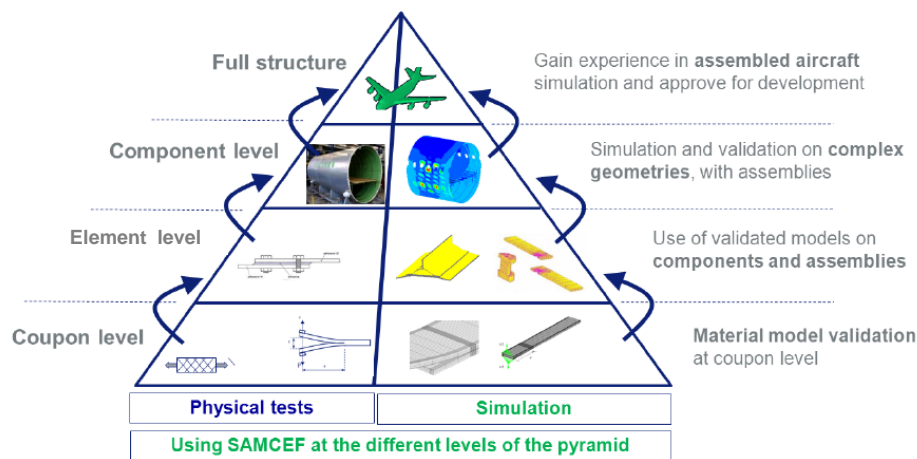 Full structure
Gain experience in assembled aircraft
simulation and approve for development
Component level
Simulation and validation on complex
geometries, with assemblies
Element level
Use of validated models on
components and assemblies
Coupon level
Material model validation
at coupon level
Physical tests
Simulation
Using SAMCEF at the different levels of the pyramid